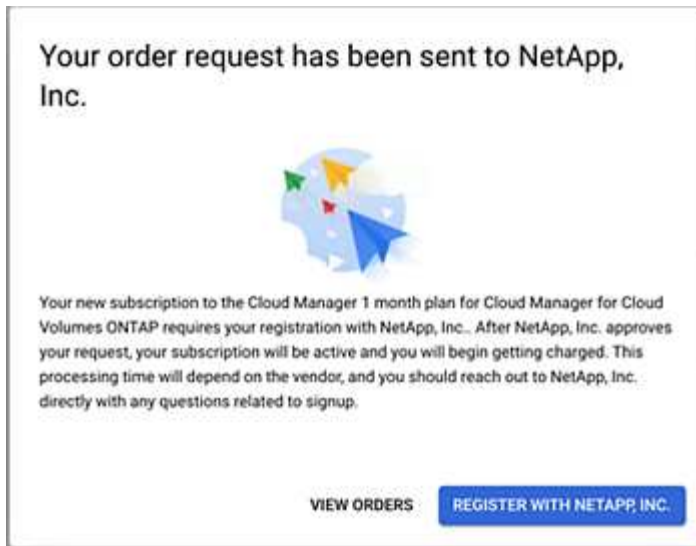 Your order request has been sent to NetApp,
Inc.
Your new subscription to the Cloud Manager 1 month plan for Cloud Manager for Cloud
Volumes ONTAP requires your registration with NetApp, Inc.. After NetApp, Inc. approves
your request, your subscription will be active and you will begin getting charged. This
processing time will depend on the vendor, and you should reach out to NetApp, Inc.
directly with any questions related to signup.
VIEW ORDERS
REGISTER WITH NETAPP, INC.